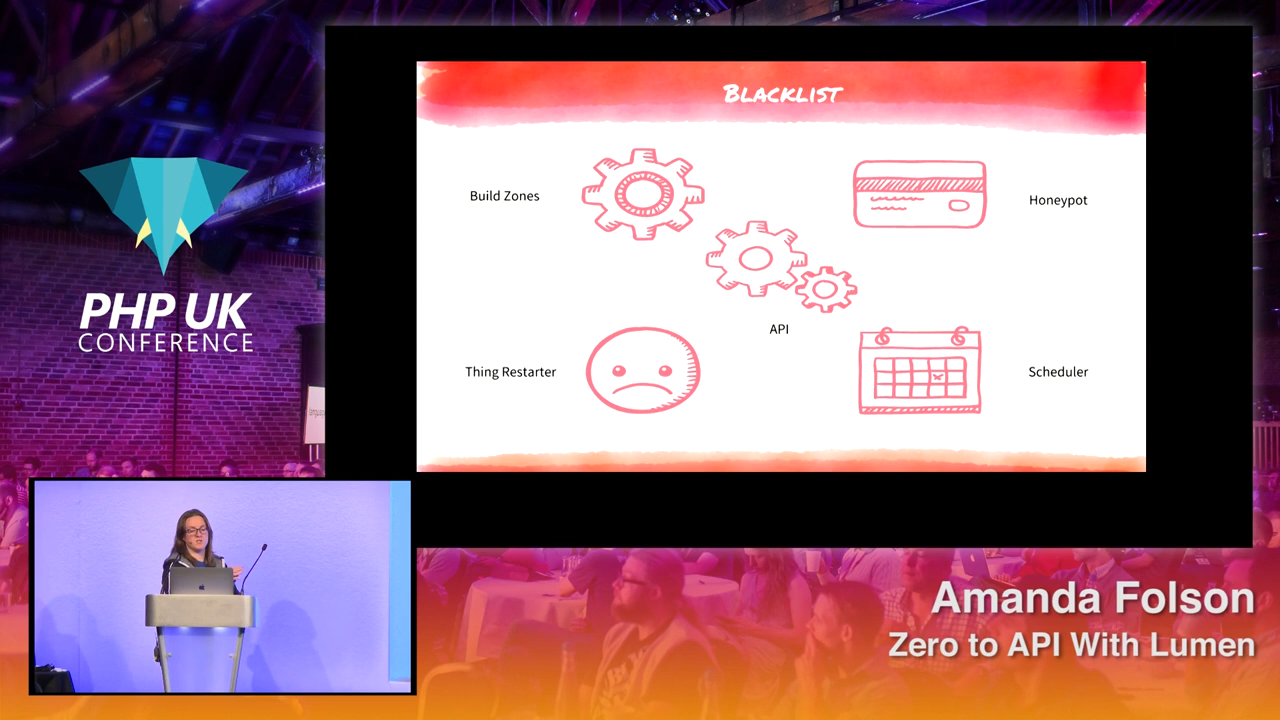 BLACKLIST
Build Zones
Honeypot
API
Thing Restarter
Scheduler
PHP UK
CONFERENCE
Amanda Folson
Zero to API With Lumen